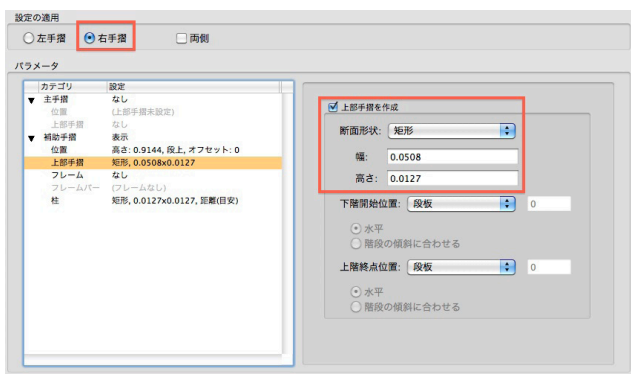 設定の適用
左手摺 右手摺 両側
パラメータ
カテゴリ 設定
▼ 主手摺 なし
位置 (上部手摺未設定)
上部手摺 なし
▼ 補助手摺 表示
位置 高さ: 0.9144, 段上, オフセット: 0
上部手摺 矩形, 0.0508x0.0127
フレーム なし
フレームバー (フレームなし)
柱 矩形, 0.0127x0.0127, 距離(目安)
上部手摺を作成
断面形状: 矩形
幅: 0.0508
高さ: 0.0127
下階開始位置: 段板 0
水平
階段の傾斜に合わせる
上階終点位置: 段板 0
水平
階段の傾斜に合わせる